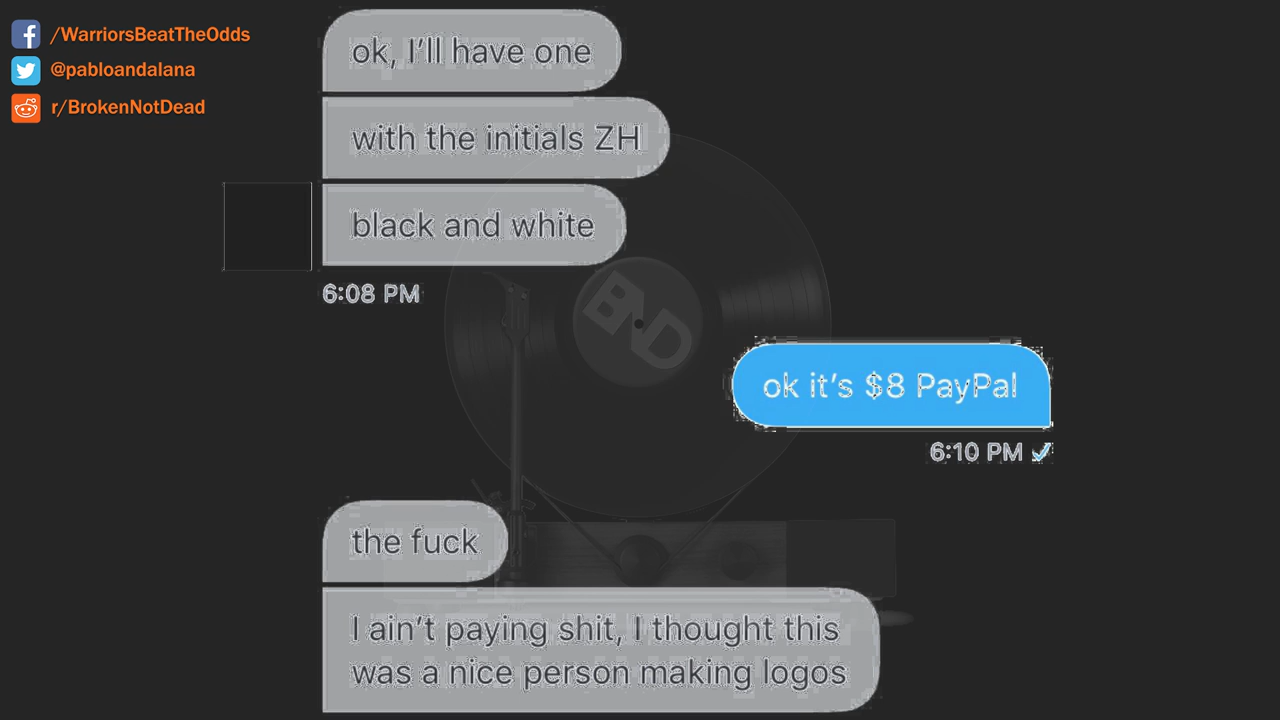 /WarriorsBeatTheOdds
@pabloandalana
r/BrokenNotDead
ok, I’ll have one
with the initials ZH
black and white
6:08 PM
BND
ok it’s $8 PayPal
6:10 PM
the fuck
I ain’t paying shit, I thought this
was a nice person making logos